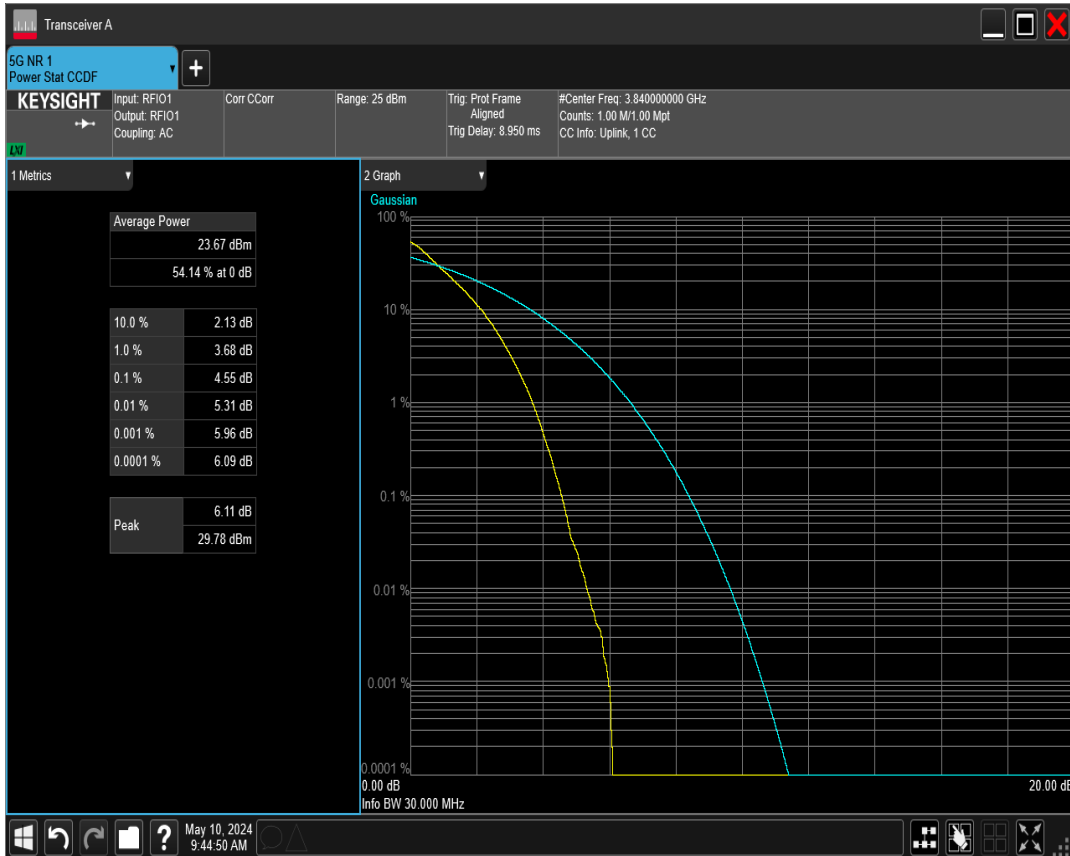 Transceiver A
5G NR 1
Power Stat CCDF
KEYSIGHT
LXI
Input: RFIO1
Output: RFIO1
Coupling: AC
Corr CCorr
Range: 25 dBm
Trig: Prot Frame
Aligned
Trig Delay: 8.950 ms
#Center Freq: 3.840000000 GHz
Counts: 1.00 M/1.00 Mpt
CC Info: Uplink, 1 CC
1 Metrics
Average Power
23.67 dBm
54.14 % at 0 dB
10.0 % 2.13 dB
1.0 % 3.68 dB
0.1 % 4.55 dB
0.01 % 5.31 dB
0.001 % 5.96 dB
0.0001 % 6.09 dB
Peak 6.11 dB
29.78 dBm
2 Graph
Gaussian
100 %
10 %
1 %
0.1 %
0.01 %
0.001 %
0.0001 %
0.00 dB 20.00 dB
Info BW 30.000 MHz
May 10, 2024
9:44:50 AM